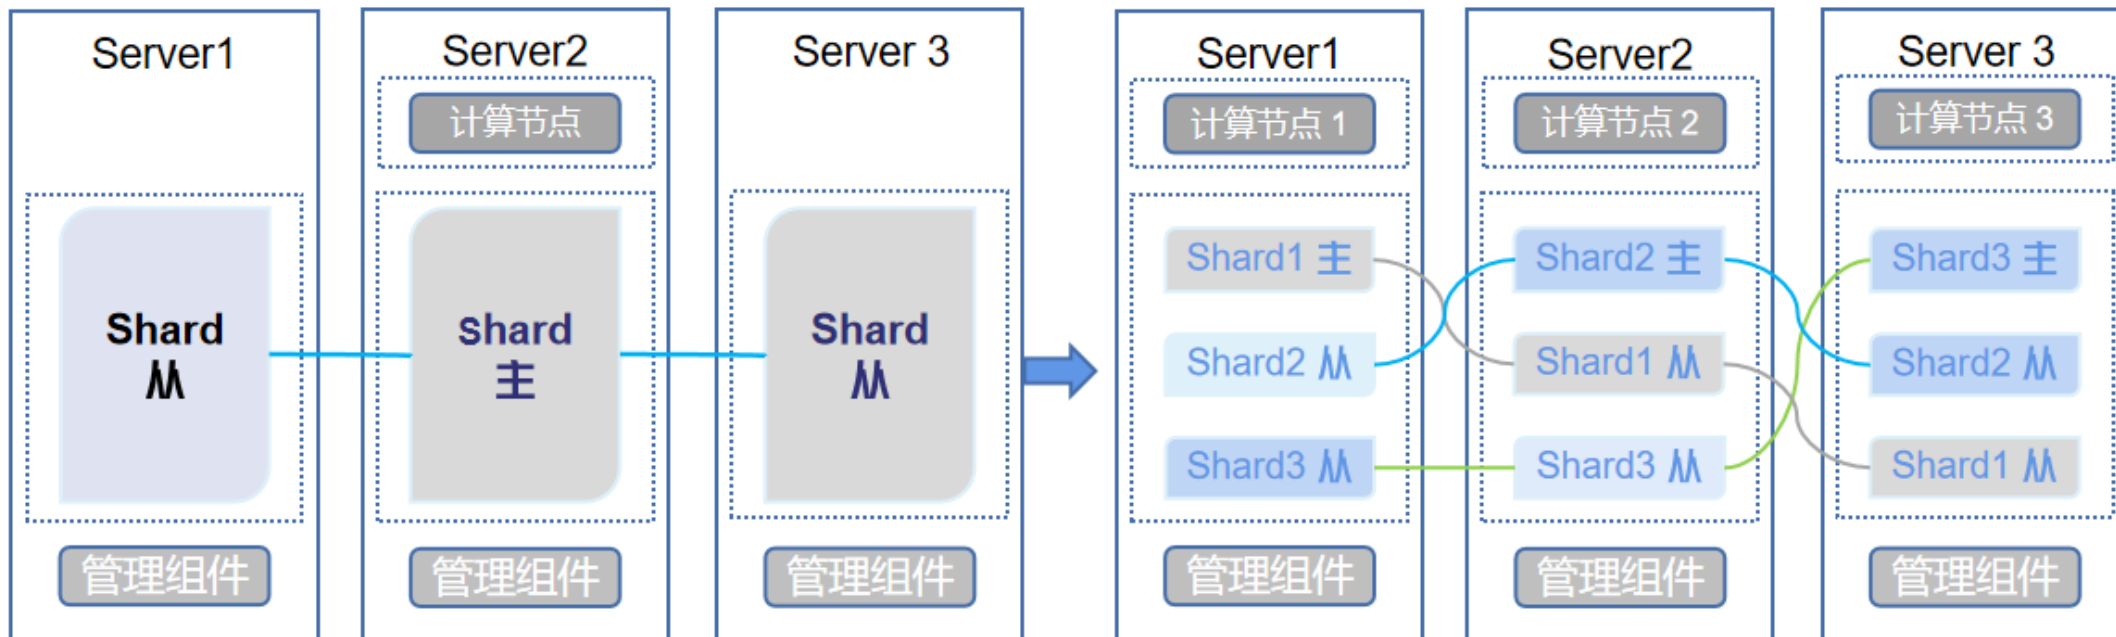 Server1
Shard
从
管理组件
Server2
计算节点
Shard
主
管理组件
Server 3
Shard
从
管理组件
Server1
计算节点 1
Shard1 主
Shard2 从
Shard3 从
管理组件
Server2
计算节点 2
Shard2 主
Shard1 从
Shard3 从
管理组件
Server 3
计算节点 3
Shard3 主
Shard2 从
Shard1 从
管理组件